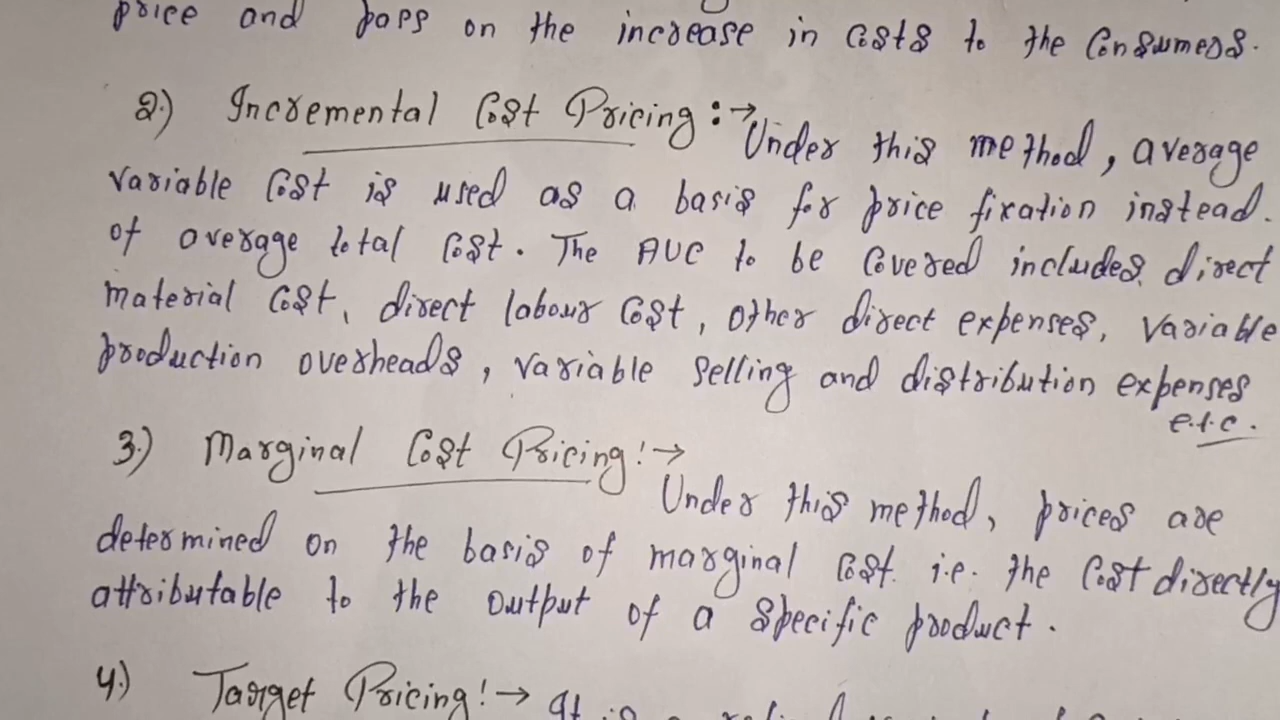 price and pass on the increase in costs to the Consumers.
2.) Incremental Cost Pricing :→ Under this method, average
variable Cost is used as a basis for price fixation instead.
of average total Cost. The AVC to be Covered includes direct
material Cost, direct labour Cost, other direct expenses, variable
production overheads, variable selling and distribution expenses
e.t.c.
3.) Marginal Cost Pricing !→
Under this method, prices are
determined on the basis of marginal Cost. i.e. the Cost directly
attributable to the output of a specific product.
4.) Target Pricing !→ It is a